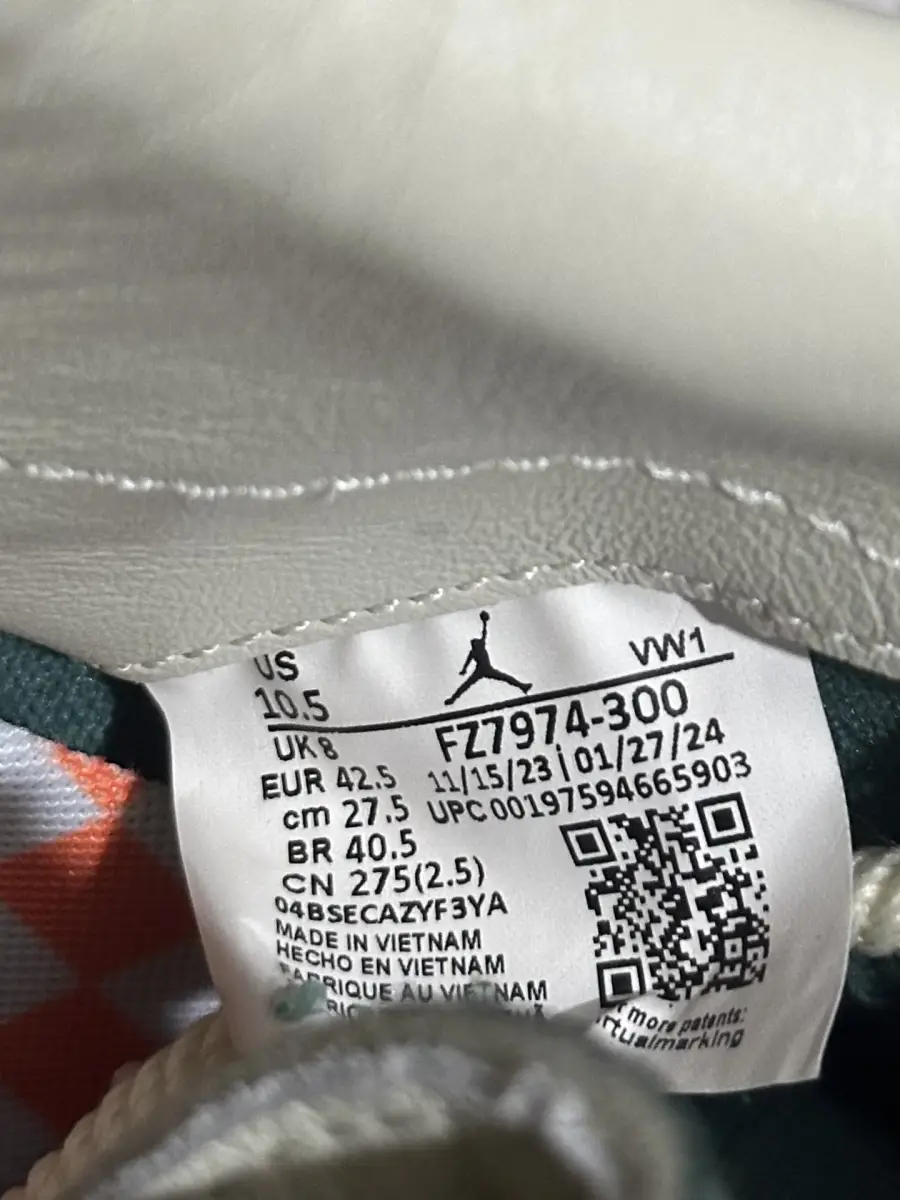 US
10.5
VW1
UK 8
FZ7974-300
EUR 42.5
11/15/23 | 01/27/24
cm 27.5
UPC 00197594665903
BR 40.5
CN 275(2.5)
04BSECAZYF3YA
MADE IN VIETNAM
HECHO EN VIETNAM
FABRIQUE AU VIETNAM
more patents: